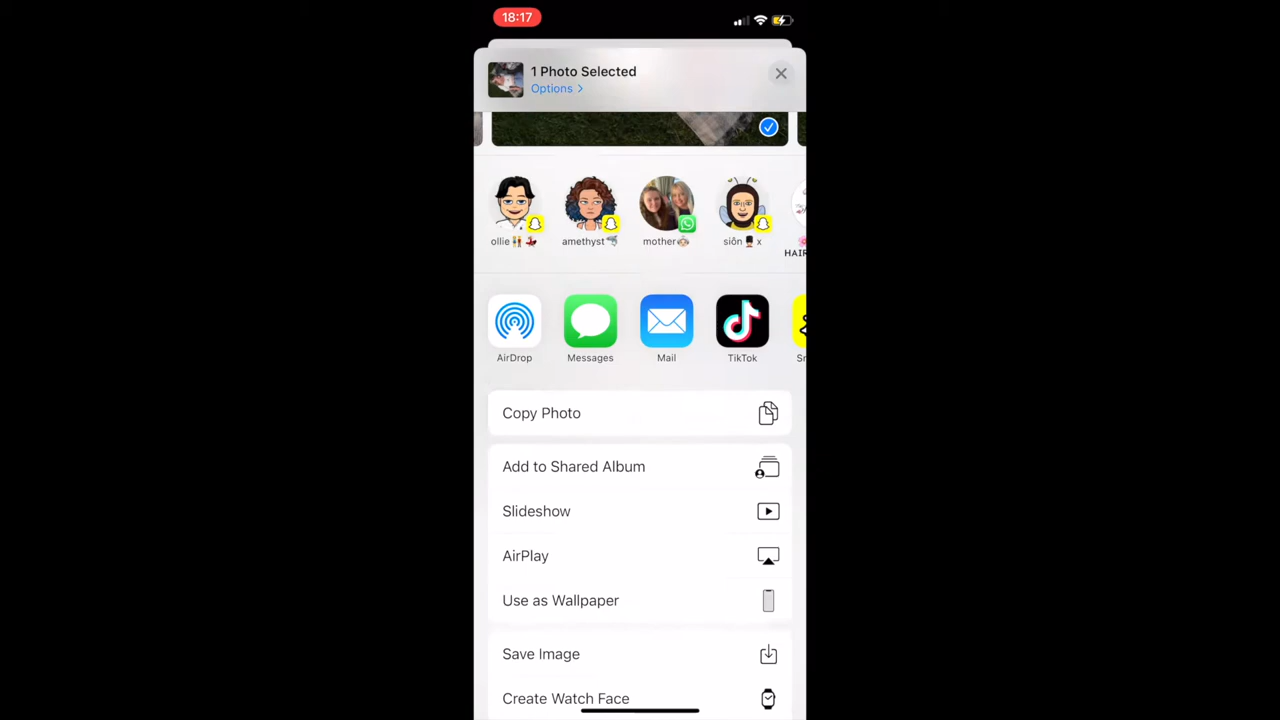 18:17
1 Photo Selected
Options >
ollie
amethyst
mother
siôn x
HAIR
AirDrop
Messages
Mail
TikTok
Copy Photo
Add to Shared Album
Slideshow
AirPlay
Use as Wallpaper
Save Image
Create Watch Face